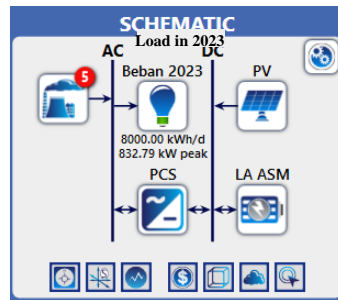 SCHEMATIC
Load in 2023
AC DC
5
Beban 2023
PV
8000.00 kWh/d
832.79 kW peak
PCS
LA ASM
$